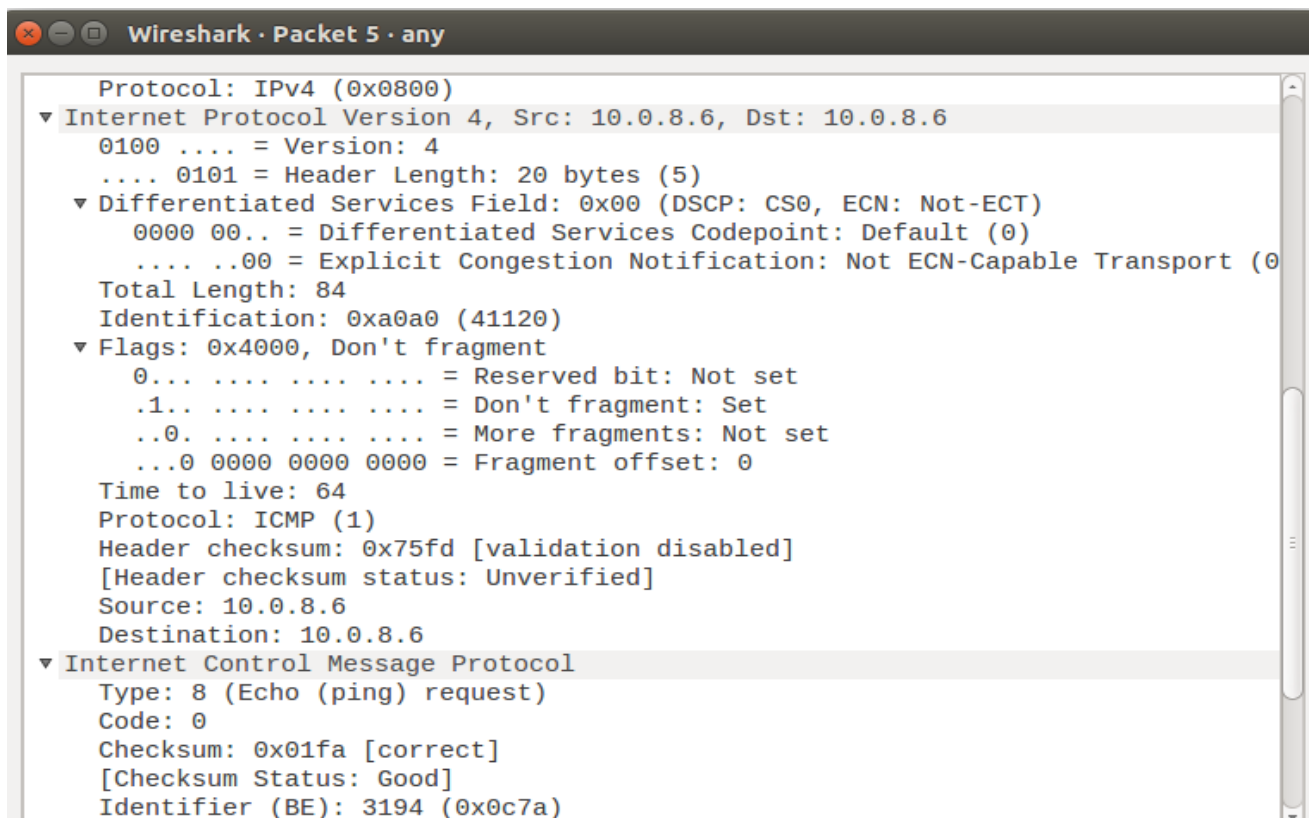 Wireshark · Packet 5 · any
Protocol: IPv4 (0x0800)
Internet Protocol Version 4, Src: 10.0.8.6, Dst: 10.0.8.6
0100 .... = Version: 4
.... 0101 = Header Length: 20 bytes (5)
Differentiated Services Field: 0x00 (DSCP: CS0, ECN: Not-ECT)
0000 00.. = Differentiated Services Codepoint: Default (0)
.... ..00 = Explicit Congestion Notification: Not ECN-Capable Transport (0
Total Length: 84
Identification: 0xa0a0 (41120)
Flags: 0x4000, Don't fragment
0... .... .... .... = Reserved bit: Not set
.1.. .... .... .... = Don't fragment: Set
..0. .... .... .... = More fragments: Not set
...0 0000 0000 0000 = Fragment offset: 0
Time to live: 64
Protocol: ICMP (1)
Header checksum: 0x75fd [validation disabled]
[Header checksum status: Unverified]
Source: 10.0.8.6
Destination: 10.0.8.6
Internet Control Message Protocol
Type: 8 (Echo (ping) request)
Code: 0
Checksum: 0x01fa [correct]
[Checksum Status: Good]
Identifier (BE): 3194 (0x0c7a)